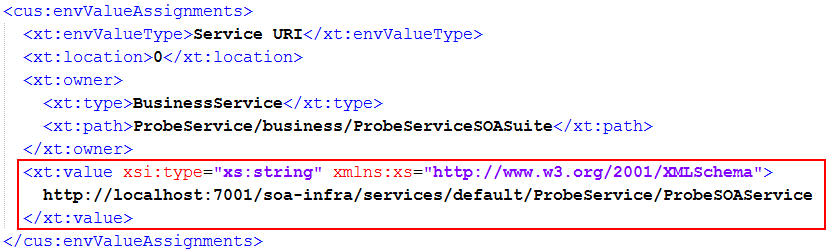 <cus:envValueAssignments>
<xt:envValueType>Service URI</xt:envValueType>
<xt:location>0</xt:location>
<xt:owner>
<xt:type>BusinessService</xt:type>
<xt:path>ProbeService/business/ProbeServiceSOASuite</xt:path>
</xt:owner>
<xt:value xsi:type="xs:string" xmlns:xs="http://www.w3.org/2001/XMLSchema">
http://localhost:7001/soa-infra/services/default/ProbeService/ProbeSOAService
</xt:value>
</cus:envValueAssignments>